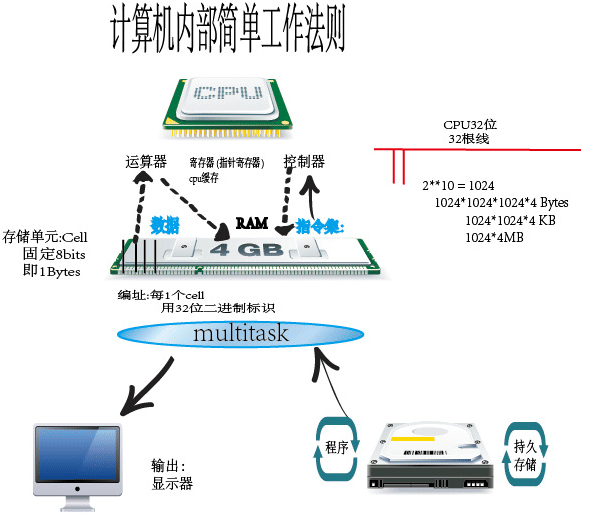 计算机内部简单工作法则
CPU
CPU32位
32根线
运算器
寄存器 (指针寄存器)
cpu缓存
控制器
2**10 = 1024
1024*1024*1024*4 Bytes
1024*1024*4 KB
1024*4MB
数据
RAM
指令集:
存储单元:Cell
固定8bits
即1Bytes
4 GB
编址:每1个cell
用32位二进制标识
multitask
程序
持久
存储
输出:
显示器